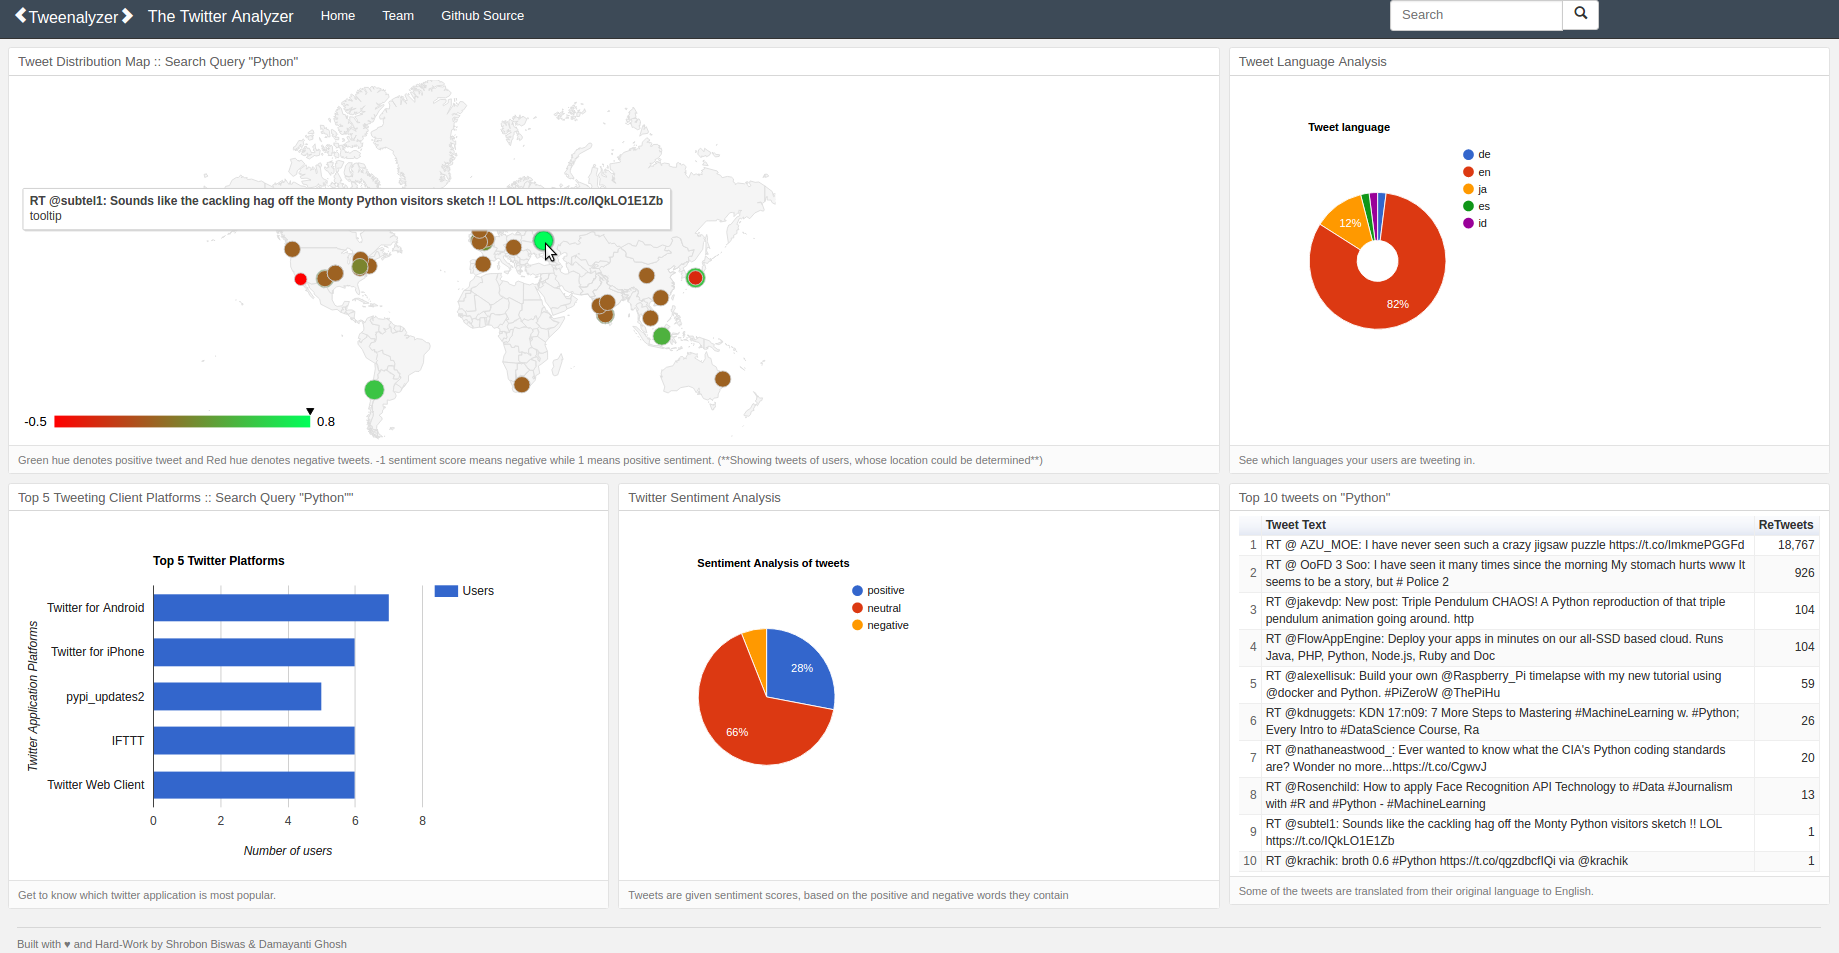 Tweenalyzer The Twitter Analyzer Home Team Github Source Search
Tweet Distribution Map :: Search Query "Python"
RT @subtel1: Sounds like the cackling hag off the Monty Python visitors sketch !! LOL https://t.co/IQkLO1E1Zb
tooltip
-0.5 0.8
Green hue denotes positive tweet and Red hue denotes negative tweets. -1 sentiment score means negative while 1 means positive sentiment. (**Showing tweets of users, whose location could be determined**)
Tweet Language Analysis
Tweet language
de
en
ja
es
id
12%
82%
See which languages your users are tweeting in.
Top 5 Tweeting Client Platforms :: Search Query "Python""
Top 5 Twitter Platforms
Users
Twitter Application Platforms
Twitter for Android
Twitter for iPhone
pypi_updates2
IFTTT
Twitter Web Client
0 2 4 6 8
Number of users
Get to know which twitter application is most popular.
Twitter Sentiment Analysis
Sentiment Analysis of tweets
positive
neutral
negative
28%
66%
Tweets are given sentiment scores, based on the positive and negative words they contain
Top 10 tweets on "Python"
Tweet Text ReTweets
1 RT @ AZU_MOE: I have never seen such a crazy jigsaw puzzle https://t.co/ImkmePGGFd 18,767
2 RT @ OoFD 3 Soo: I have seen it many times since the morning My stomach hurts www It 926
seems to be a story, but # Police 2
3 RT @jakevdp: New post: Triple Pendulum CHAOS! A Python reproduction of that triple 104
pendulum animation going around. http
4 RT @FlowAppEngine: Deploy your apps in minutes on our all-SSD based cloud. Runs 104
Java, PHP, Python, Node.js, Ruby and Doc
5 RT @alexellisuk: Build your own @Raspberry_Pi timelapse with my new tutorial using 59
@docker and Python. #PiZeroW @ThePiHu
6 RT @kdnuggets: KDN 17:n09: 7 More Steps to Mastering #MachineLearning w. #Python; 26
Every Intro to #DataScience Course, Ra
7 RT @nathaneastwood_: Ever wanted to know what the CIA's Python coding standards 20
are? Wonder no more...https://t.co/CgwvJ
8 RT @Rosenchild: How to apply Face Recognition API Technology to #Data #Journalism 13
with #R and #Python - #MachineLearning
9 RT @subtel1: Sounds like the cackling hag off the Monty Python visitors sketch !! LOL 1
https://t.co/IQkLO1E1Zb
10 RT @krachik: broth 0.6 #Python https://t.co/qgzdbcfIQi via @krachik 1
Some of the tweets are translated from their original language to English.
Built with ♥ and Hard-Work by Shrobon Biswas & Damayanti Ghosh